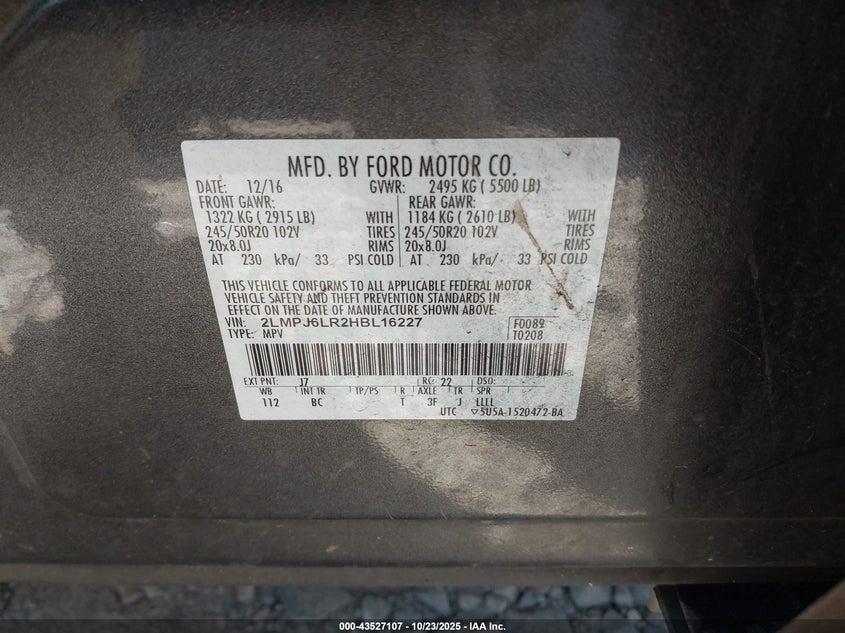 MFD. BY FORD MOTOR CO.
DATE: 12/16 GVWR: 2495 KG ( 5500 LB)
FRONT GAWR: REAR GAWR:
1322 KG ( 2915 LB) WITH 1184 KG ( 2610 LB) WITH
245/50R20 102V TIRES 245/50R20 102V TIRES
20x8.0J RIMS 20x8.0J RIMS
AT 230 kPa/ 33 PSI COLD AT 230 kPa/ 33 PSI COLD
THIS VEHICLE CONFORMS TO ALL APPLICABLE FEDERAL MOTOR
VEHICLE SAFETY AND THEFT PREVENTION STANDARDS IN
EFFECT ON THE DATE OF MANUFACTURE SHOWN ABOVE.
VIN: 2LMPJ6LR2HBL16227 F0089
TYPE: MPV T0208
EXT PNT: J7 RC: 22 DSO:
WB INT TR TP/PS R AXLE TR SPR
112 BC T 3F J LLLL
UTC ▽5U5A-1520472-BA
000-43527107 - 10/23/2025 - IAA Inc.